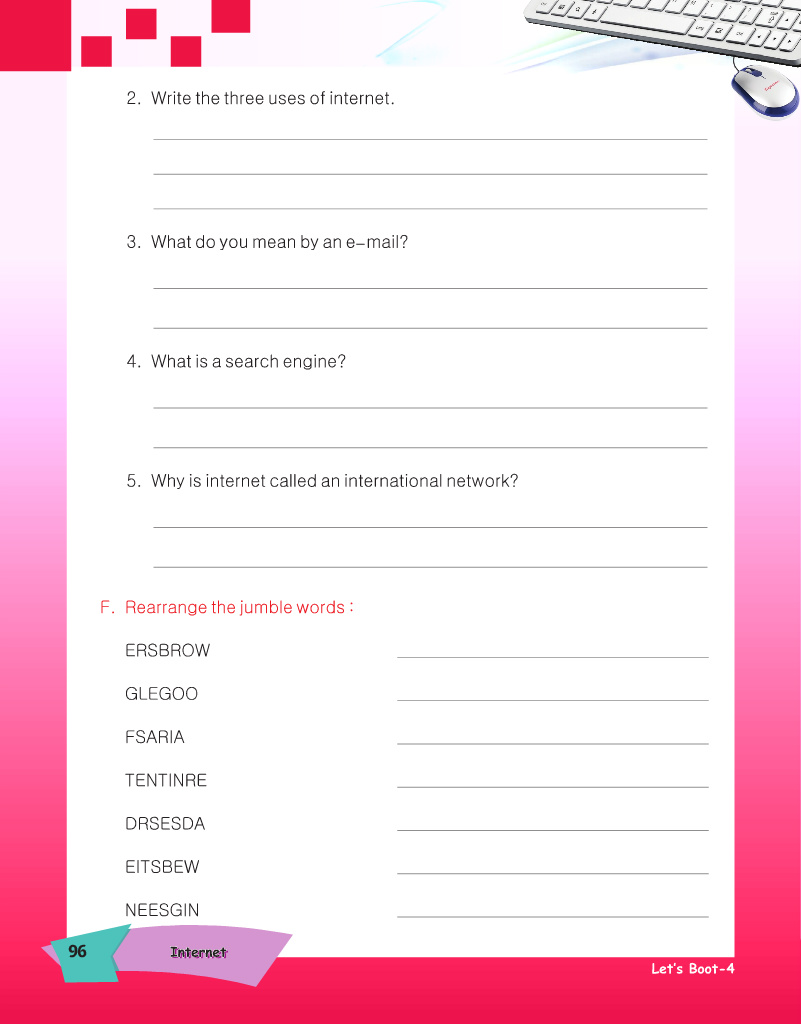 2. Write the three uses of internet.
3. What do you mean by an e-mail?
4. What is a search engine?
5. Why is internet called an international network?
F. Rearrange the jumble words :
ERSBROW
GLEGOO
FSARIA
TENTINRE
DRSESDA
EITSBEW
NEESGIN
96
Internet
Let's Boot-4